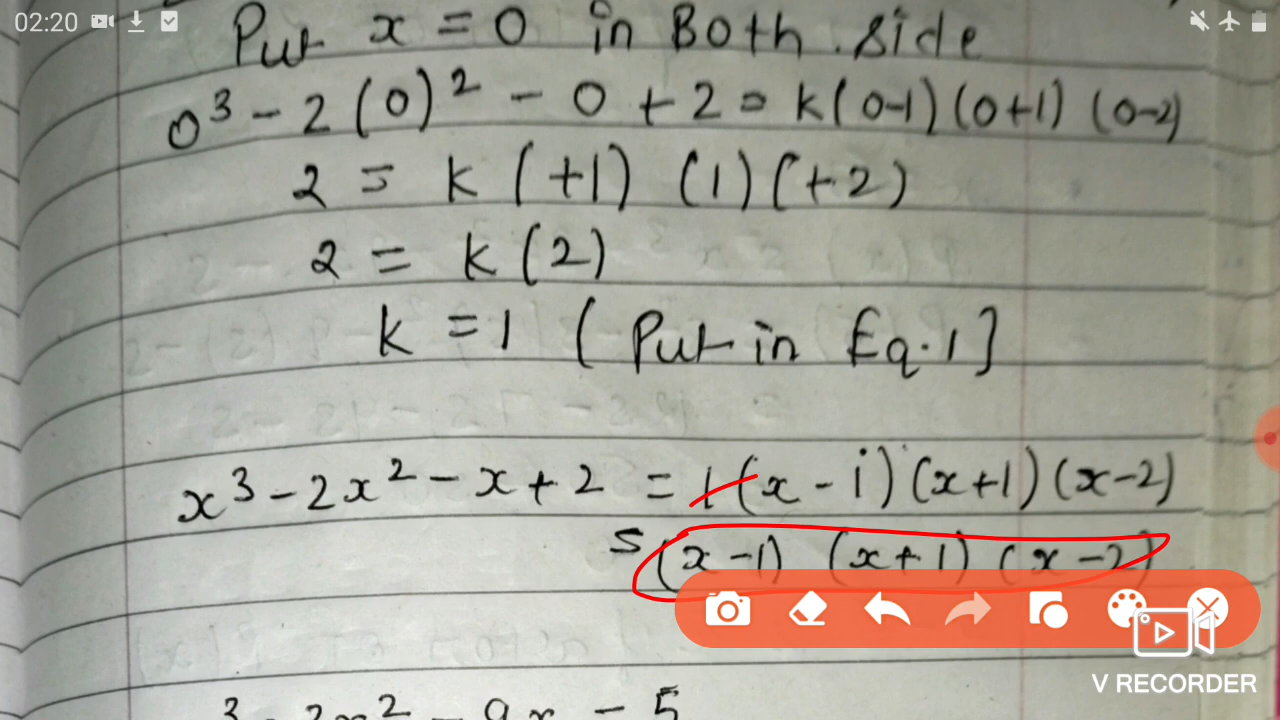 02:20
Put x = 0 in Both side
0³ - 2(0)² - 0 + 2 = k(0-1)(0+1)(0-2)
2 = k (+1) (1) (+2)
2 = k (2)
k = 1 ( Put in Eq.1]
x³ - 2x² - x + 2 = 1(x - 1)(x+1)(x-2)
= (x-1) (x+1) (x-2)
V RECORDER